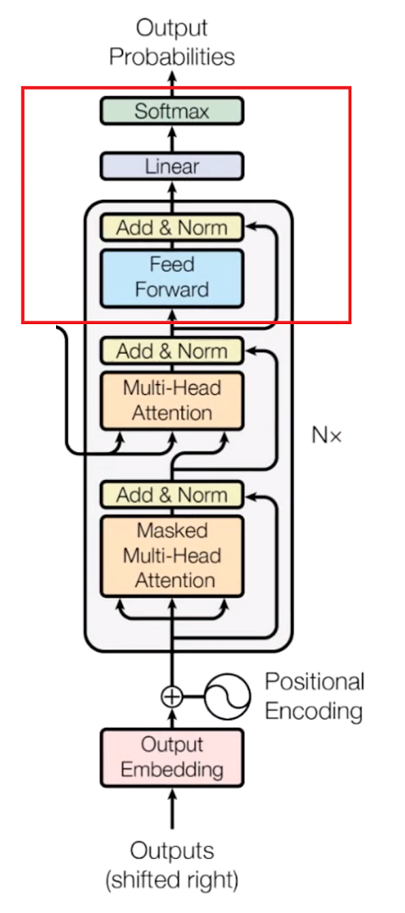 Output
Probabilities
Softmax
Linear
Add & Norm
Feed
Forward
Add & Norm
Multi-Head
Attention
N×
Add & Norm
Masked
Multi-Head
Attention
Positional
Encoding
Output
Embedding
Outputs
(shifted right)